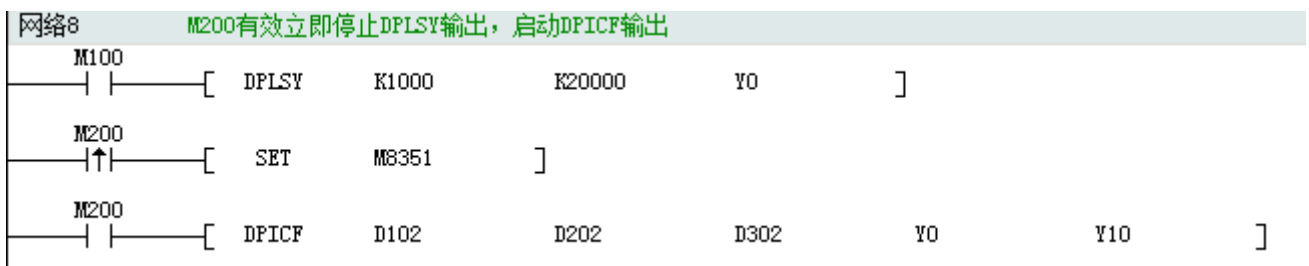 网络8 M200有效立即停止DPLSY输出，启动DPICF输出
M100
[ DPLSY K1000 K20000 Y0 ]
M200
[ SET M8351 ]
M200
[ DPICF D102 D202 D302 Y0 Y10 ]